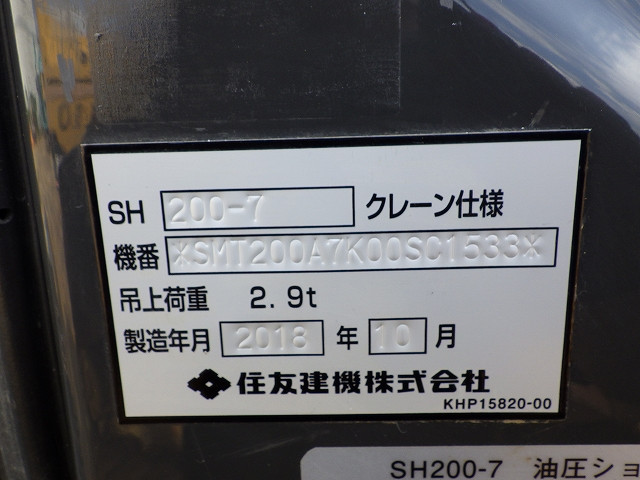 SH 200-7 クレーン仕様
機番 *SMT200A7K00SC1533*
吊上荷重 2.9t
製造年月 2018 年 10 月
住友建機株式会社
KHP15820-00
SH200-7 油圧ショ